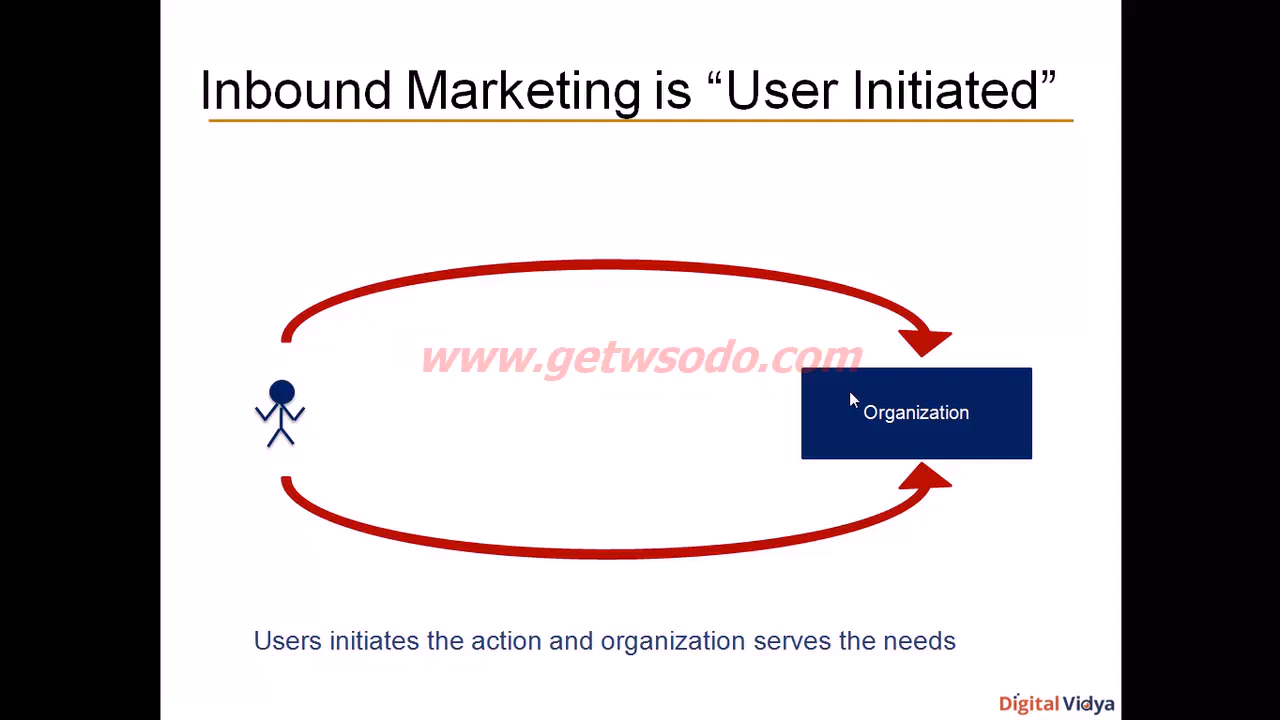 Inbound Marketing is “User Initiated”
www.getwsodo.com
Organization
Users initiates the action and organization serves the needs
Digital Vidya